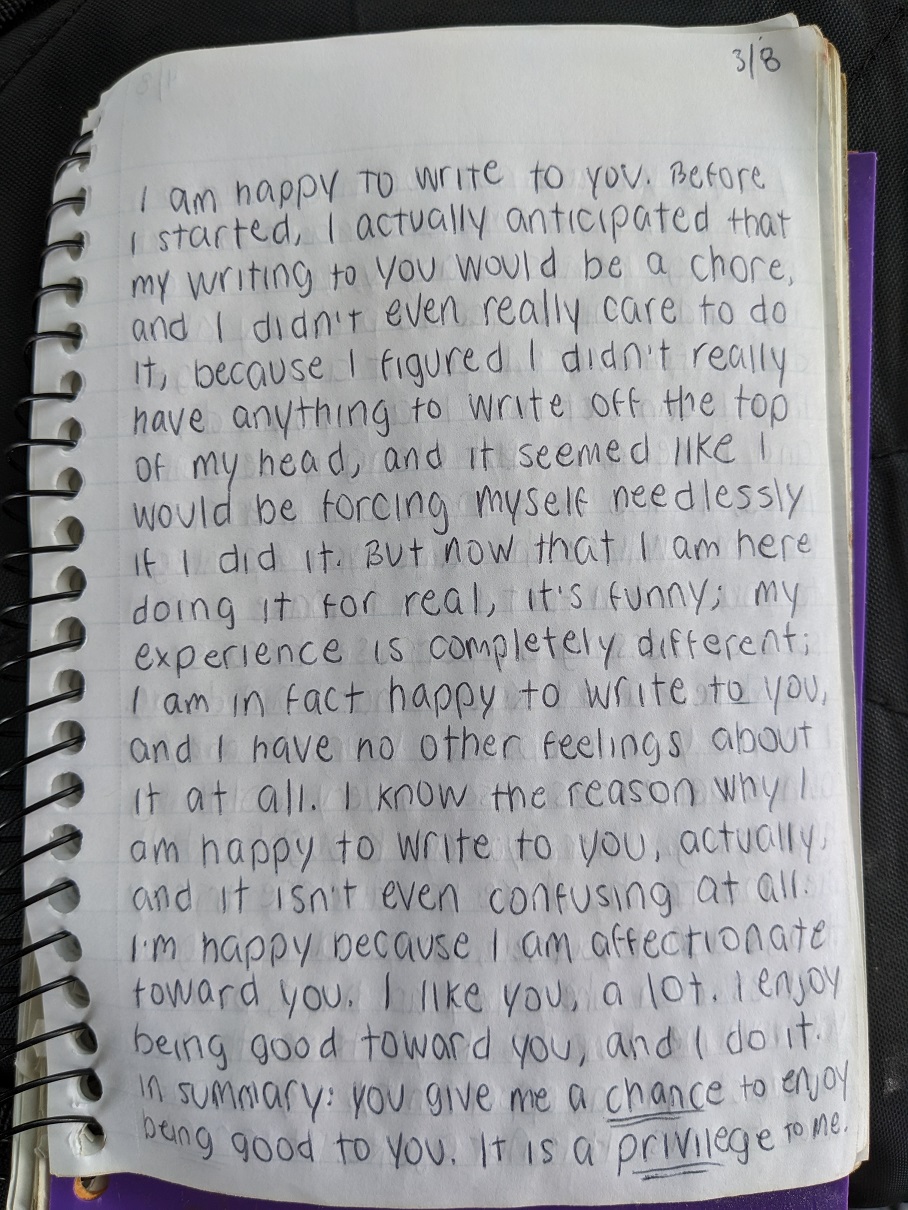 3/8
I am happy to write to you. Before
I started, I actually anticipated that
my writing to you would be a chore,
and I didn't even really care to do
it, because I figured I didn't really
have anything to write off the top
of my head, and it seemed like I
would be forcing myself needlessly
if I did it. But now that I am here
doing it for real, it's funny; my
experience is completely different;
I am in fact happy to write to you,
and I have no other feelings about
it at all. I know the reason why I
am happy to write to you, actually,
and it isn't even confusing at all.
I'm happy because I am affectionate
toward you. I like you, a lot. I enjoy
being good toward you, and I do it.
In summary: you give me a chance to enjoy
being good to you. It is a privilege to me.